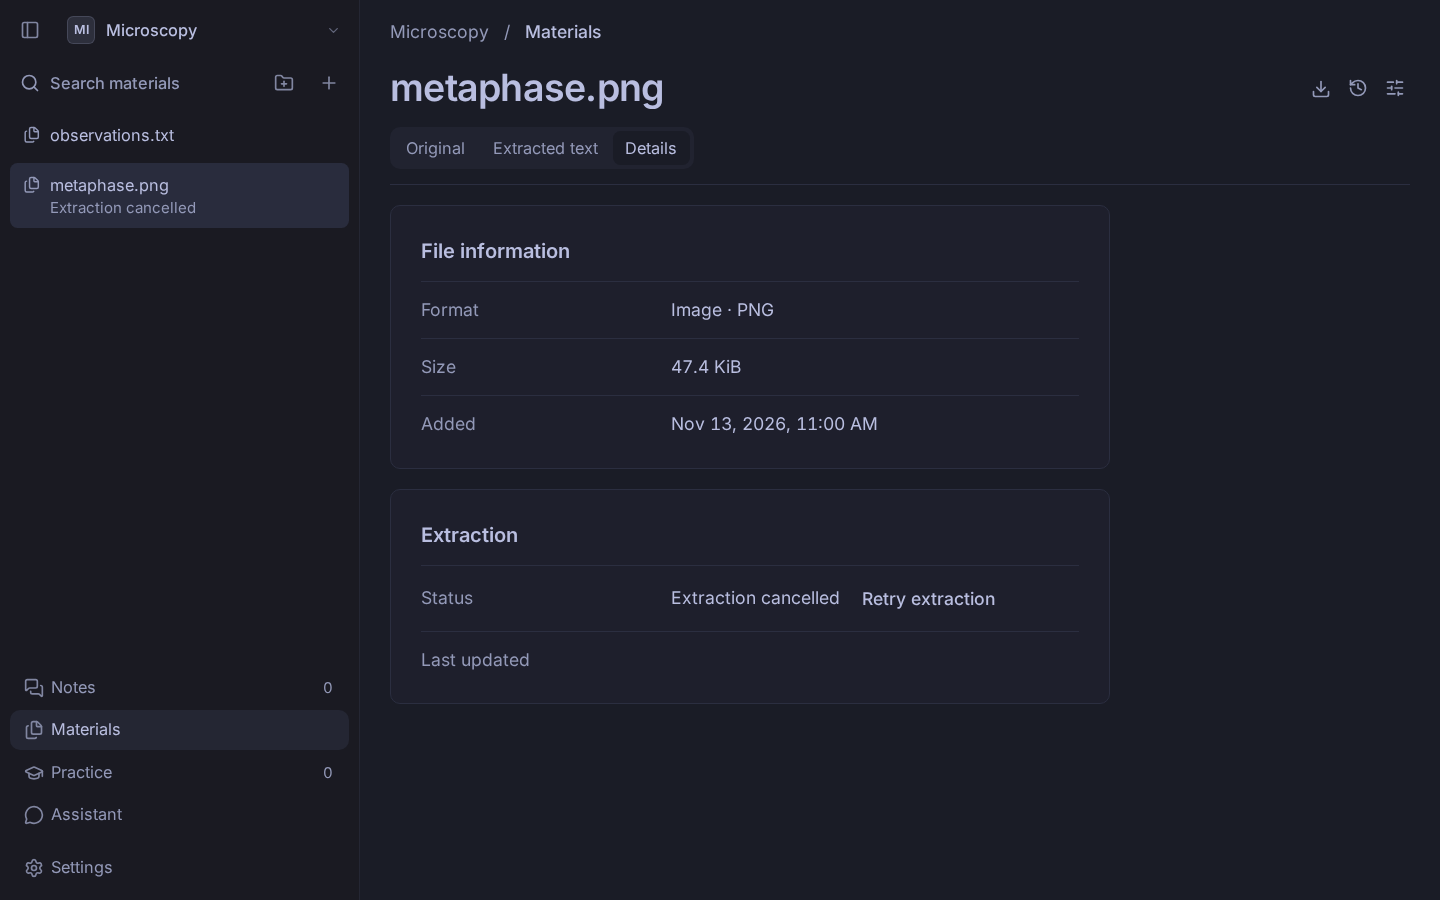 MI Microscopy
Search materials
observations.txt
metaphase.png
Extraction cancelled
Notes 0
Materials
Practice 0
Assistant
Settings
Microscopy / Materials
metaphase.png
Original Extracted text Details
File information
Format Image · PNG
Size 47.4 KiB
Added Nov 13, 2026, 11:00 AM
Extraction
Status Extraction cancelled Retry extraction
Last updated